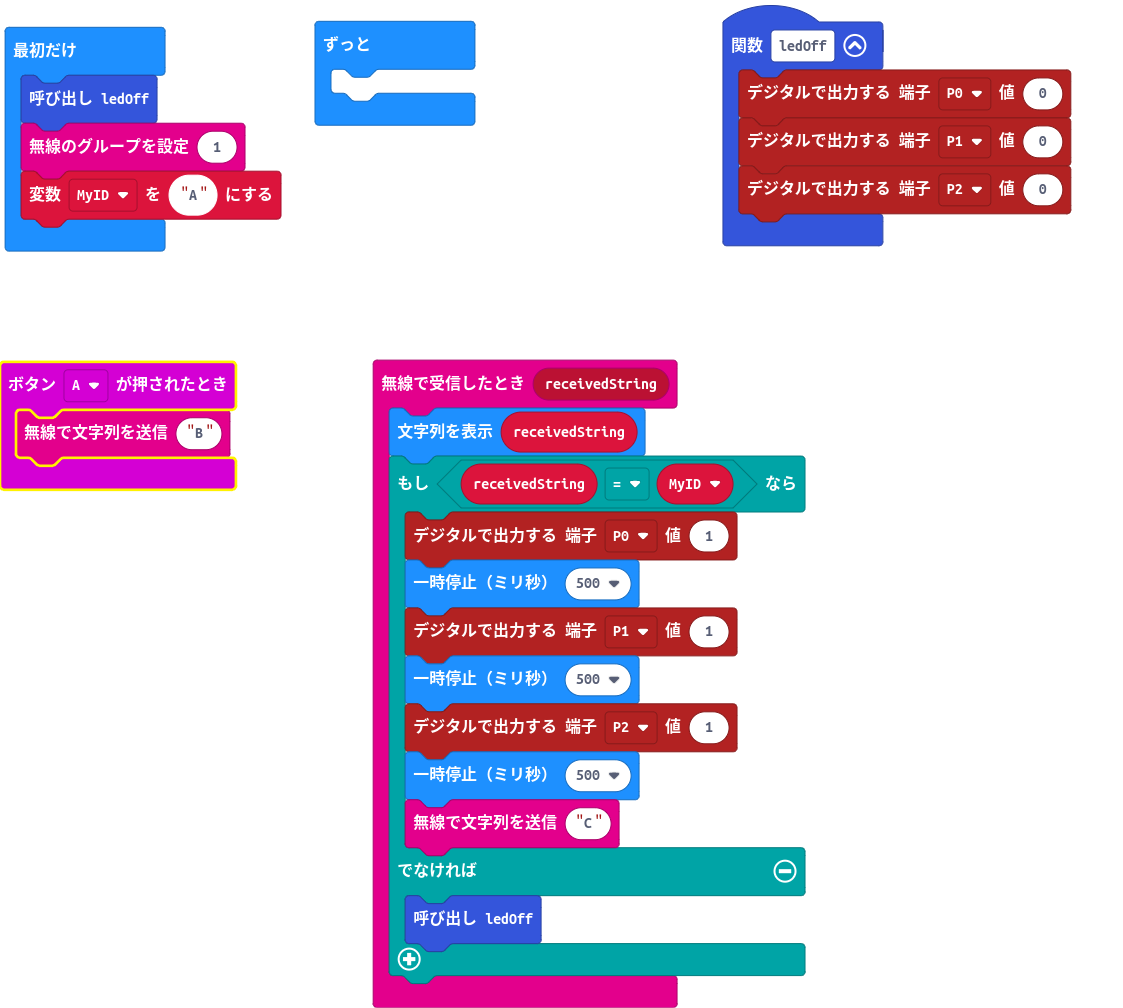 最初だけ
呼び出し ledOff
無線のグループを設定 1
変数 MyID を "A" にする
ずっと
関数 ledOff
デジタルで出力する 端子 P0 値 0
デジタルで出力する 端子 P1 値 0
デジタルで出力する 端子 P2 値 0
ボタン A が押されたとき
無線で文字列を送信 "B"
無線で受信したとき receivedString
文字列を表示 receivedString
もし receivedString = MyID なら
デジタルで出力する 端子 P0 値 1
一時停止（ミリ秒） 500
デジタルで出力する 端子 P1 値 1
一時停止（ミリ秒） 500
デジタルで出力する 端子 P2 値 1
一時停止（ミリ秒） 500
無線で文字列を送信 "C"
でなければ
呼び出し ledOff